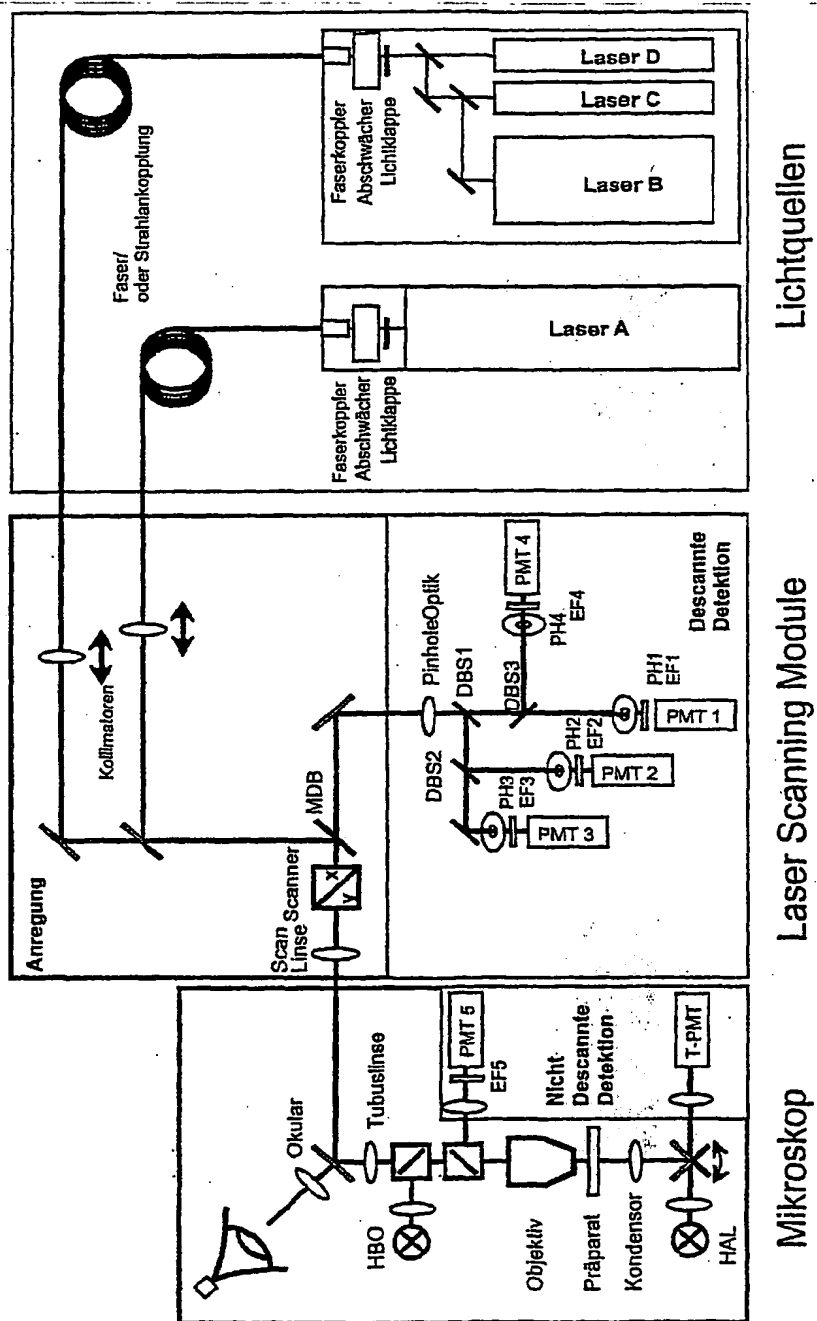 Lichtquellen
Laser D
Laser C
Laser B
Faserkoppler
Abschwächer
Lichtklappe
Faser/
oder Strahlankopplung
Laser A
Faserkoppler
Abschwächer
Lichtklappe
Laser Scanning Module
Anregung
Kollimatoren
MDB
Scanner
x
y
Scan
Linse
PinholeOptik
DBS1
DBS2
DBS3
PMT 4
PH4
EF4
PH1
EF1
PMT 1
PH2
EF2
PMT 2
PH3
EF3
PMT 3
Descannte
Detektion
Mikroskop
Okular
Tubuslinse
HBO
PMT 5
EF5
Nicht
Descannte
Detektion
Objektiv
Präparat
Kondensor
HAL
T-PMT